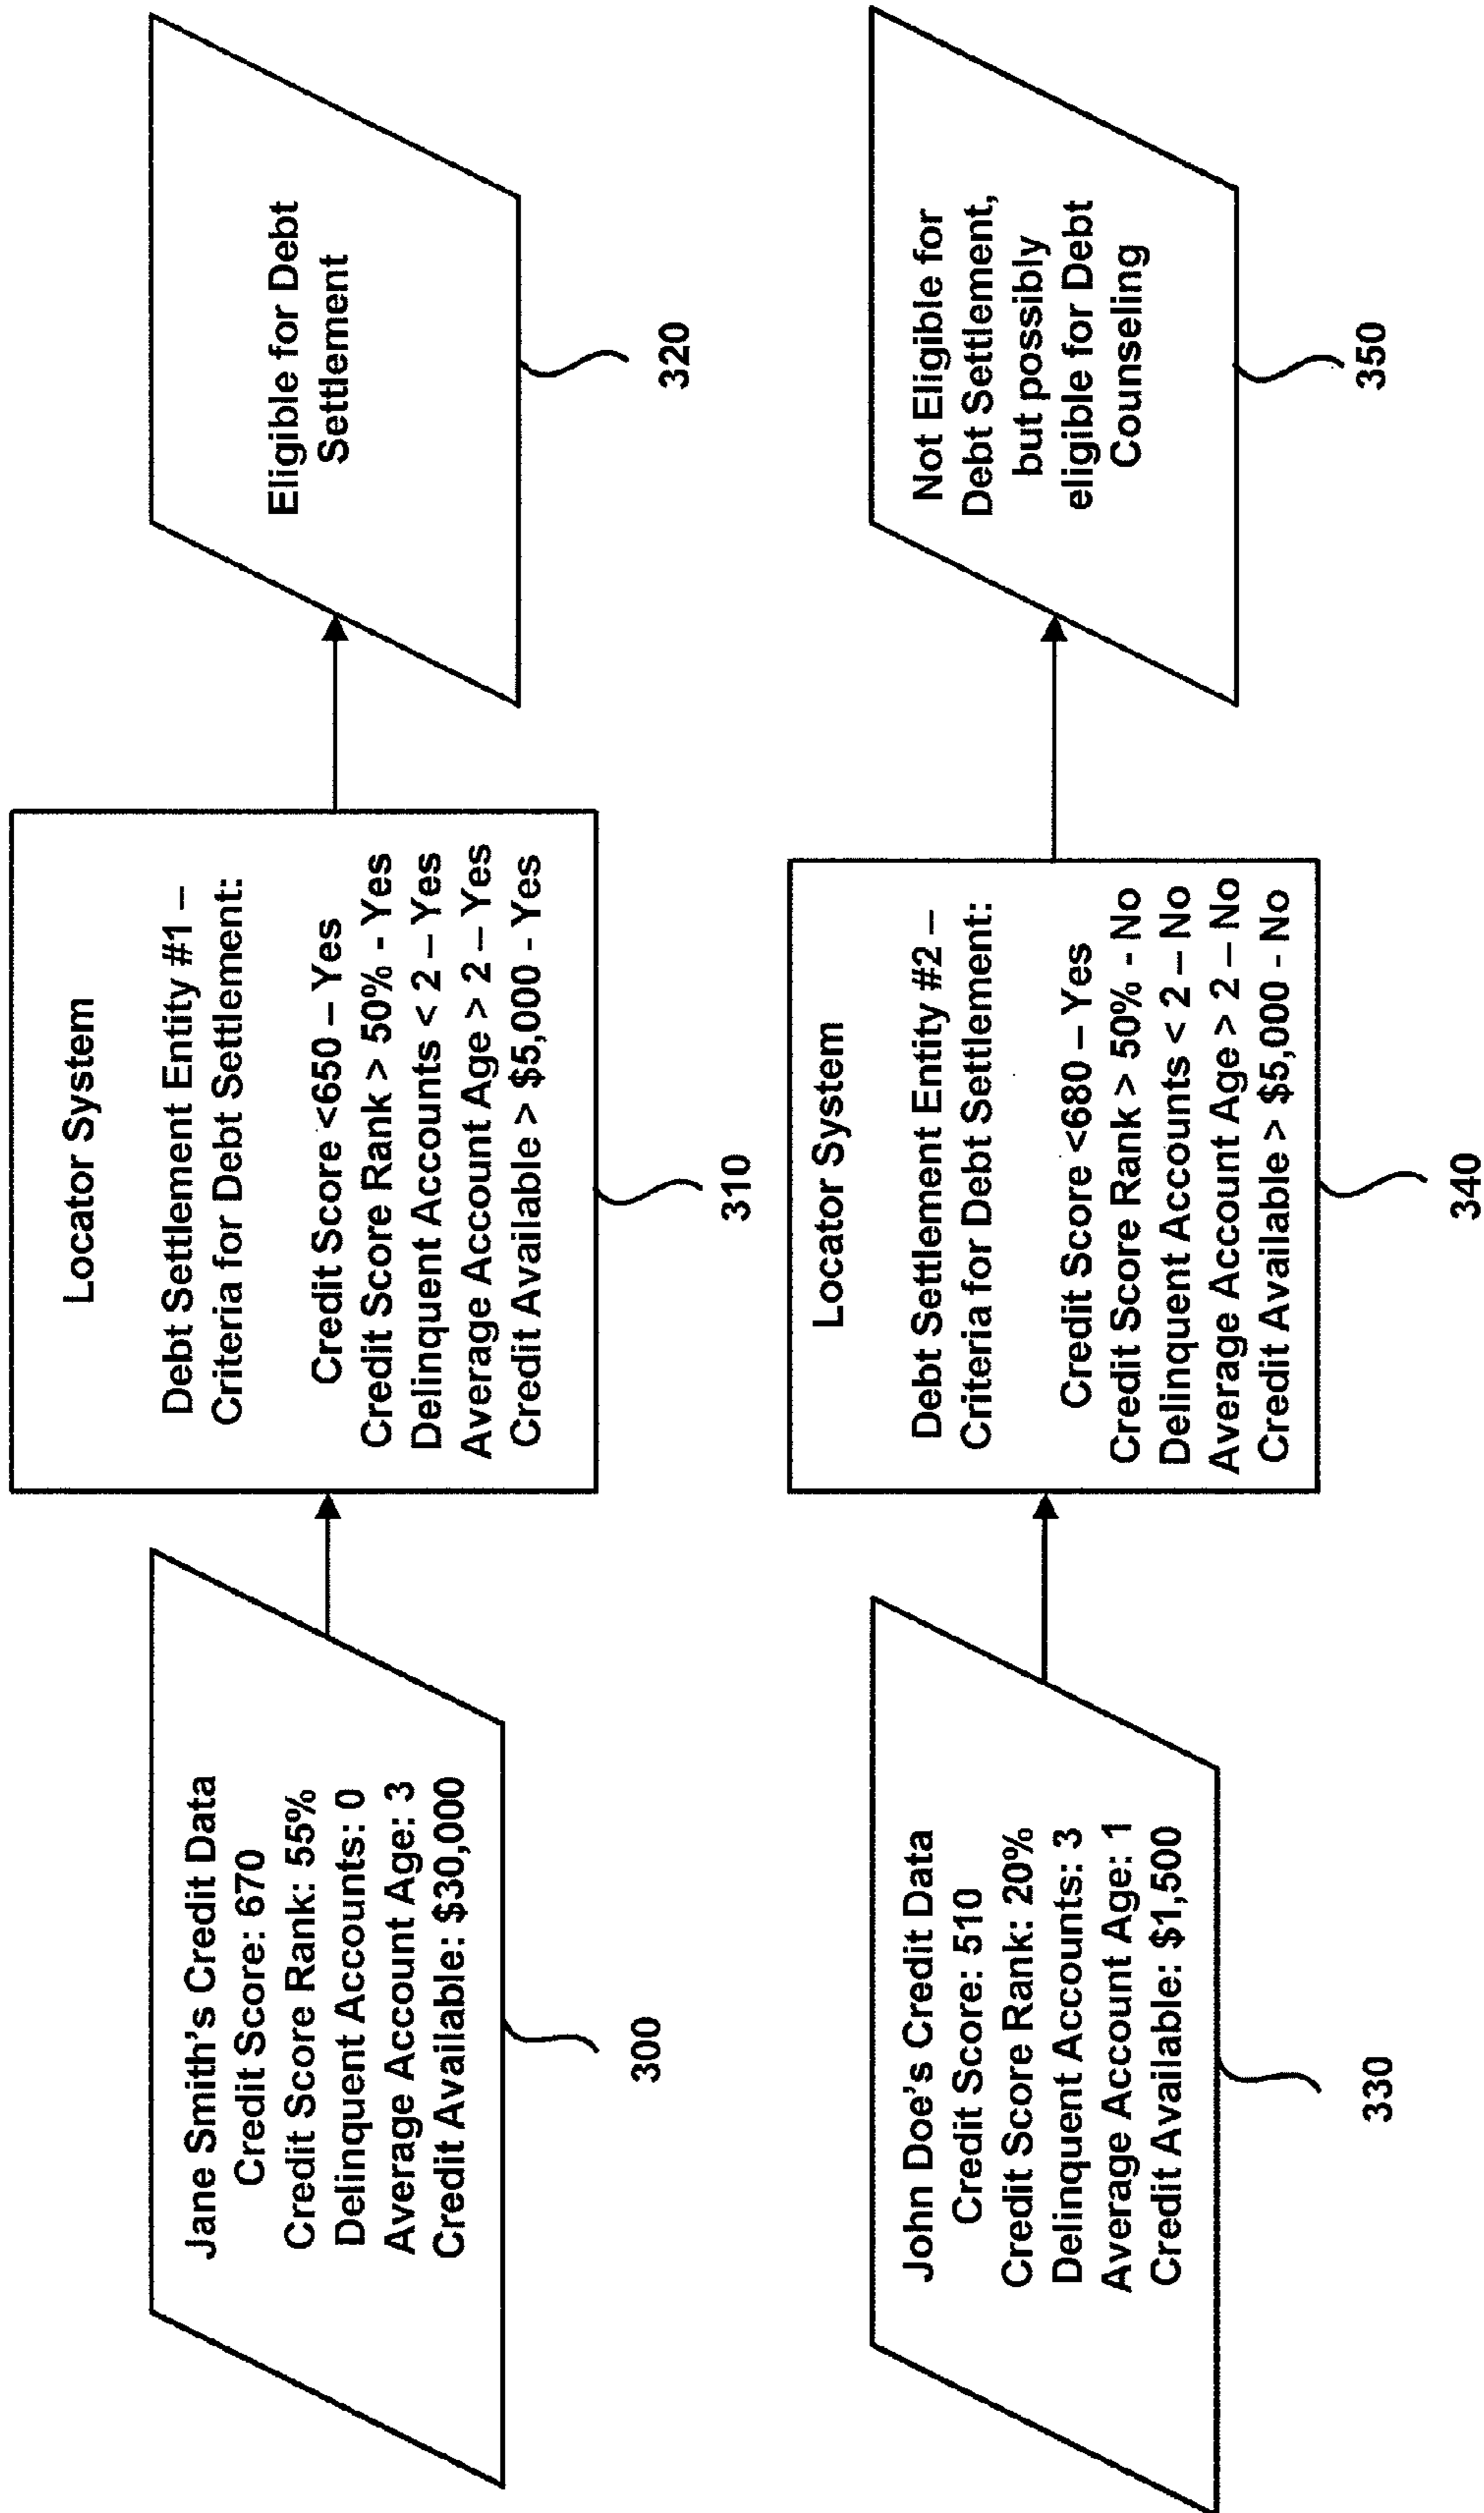 Jane Smith's Credit Data
Credit Score: 670
Credit Score Rank: 55%
Delinquent Accounts: 0
Average Account Age: 3
Credit Available: $30,000
300
Locator System
Debt Settlement Entity #1 –
Criteria for Debt Settlement:
Credit Score <650 – Yes
Credit Score Rank > 50% - Yes
Delinquent Accounts < 2 – Yes
Average Account Age > 2 – Yes
Credit Available > $5,000 - Yes
310
Eligible for Debt
Settlement
320
John Doe's Credit Data
Credit Score: 510
Credit Score Rank: 20%
Delinquent Accounts: 3
Average Account Age: 1
Credit Available: $1,500
330
Locator System
Debt Settlement Entity #2 –
Criteria for Debt Settlement:
Credit Score <680 – Yes
Credit Score Rank > 50% - No
Delinquent Accounts < 2 – No
Average Account Age > 2 – No
Credit Available > $5,000 - No
340
Not Eligible for
Debt Settlement,
but possibly
eligible for Debt
Counseling
350